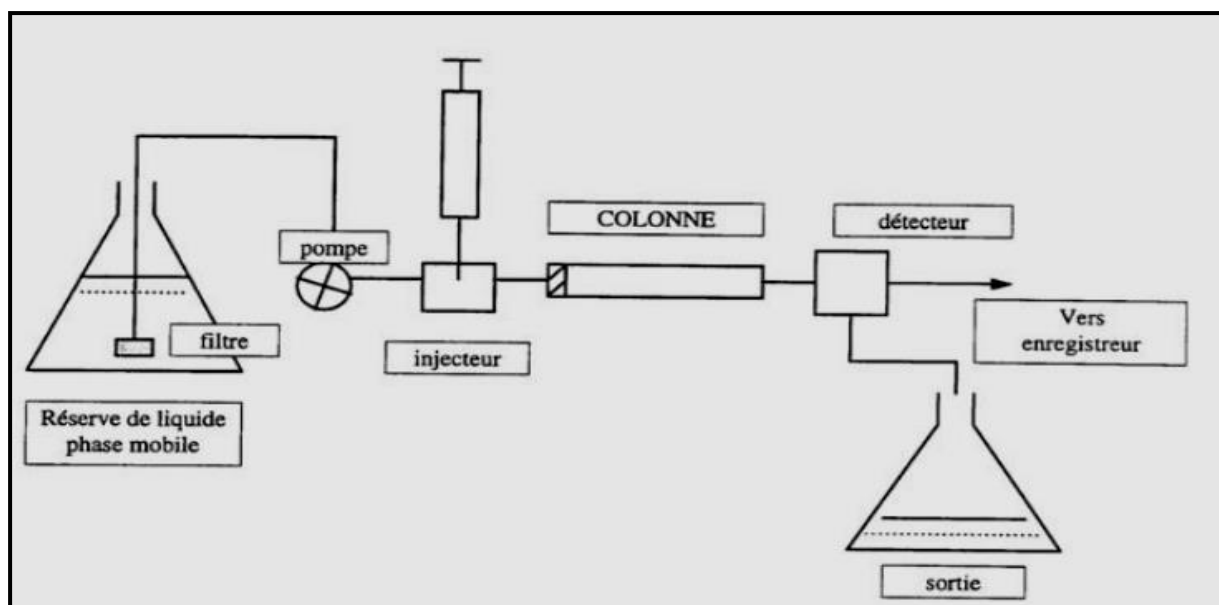 COLONNE
détecteur
pompe
filtre
injecteur
Vers
enregistreur
Réserve de liquide
phase mobile
sortie